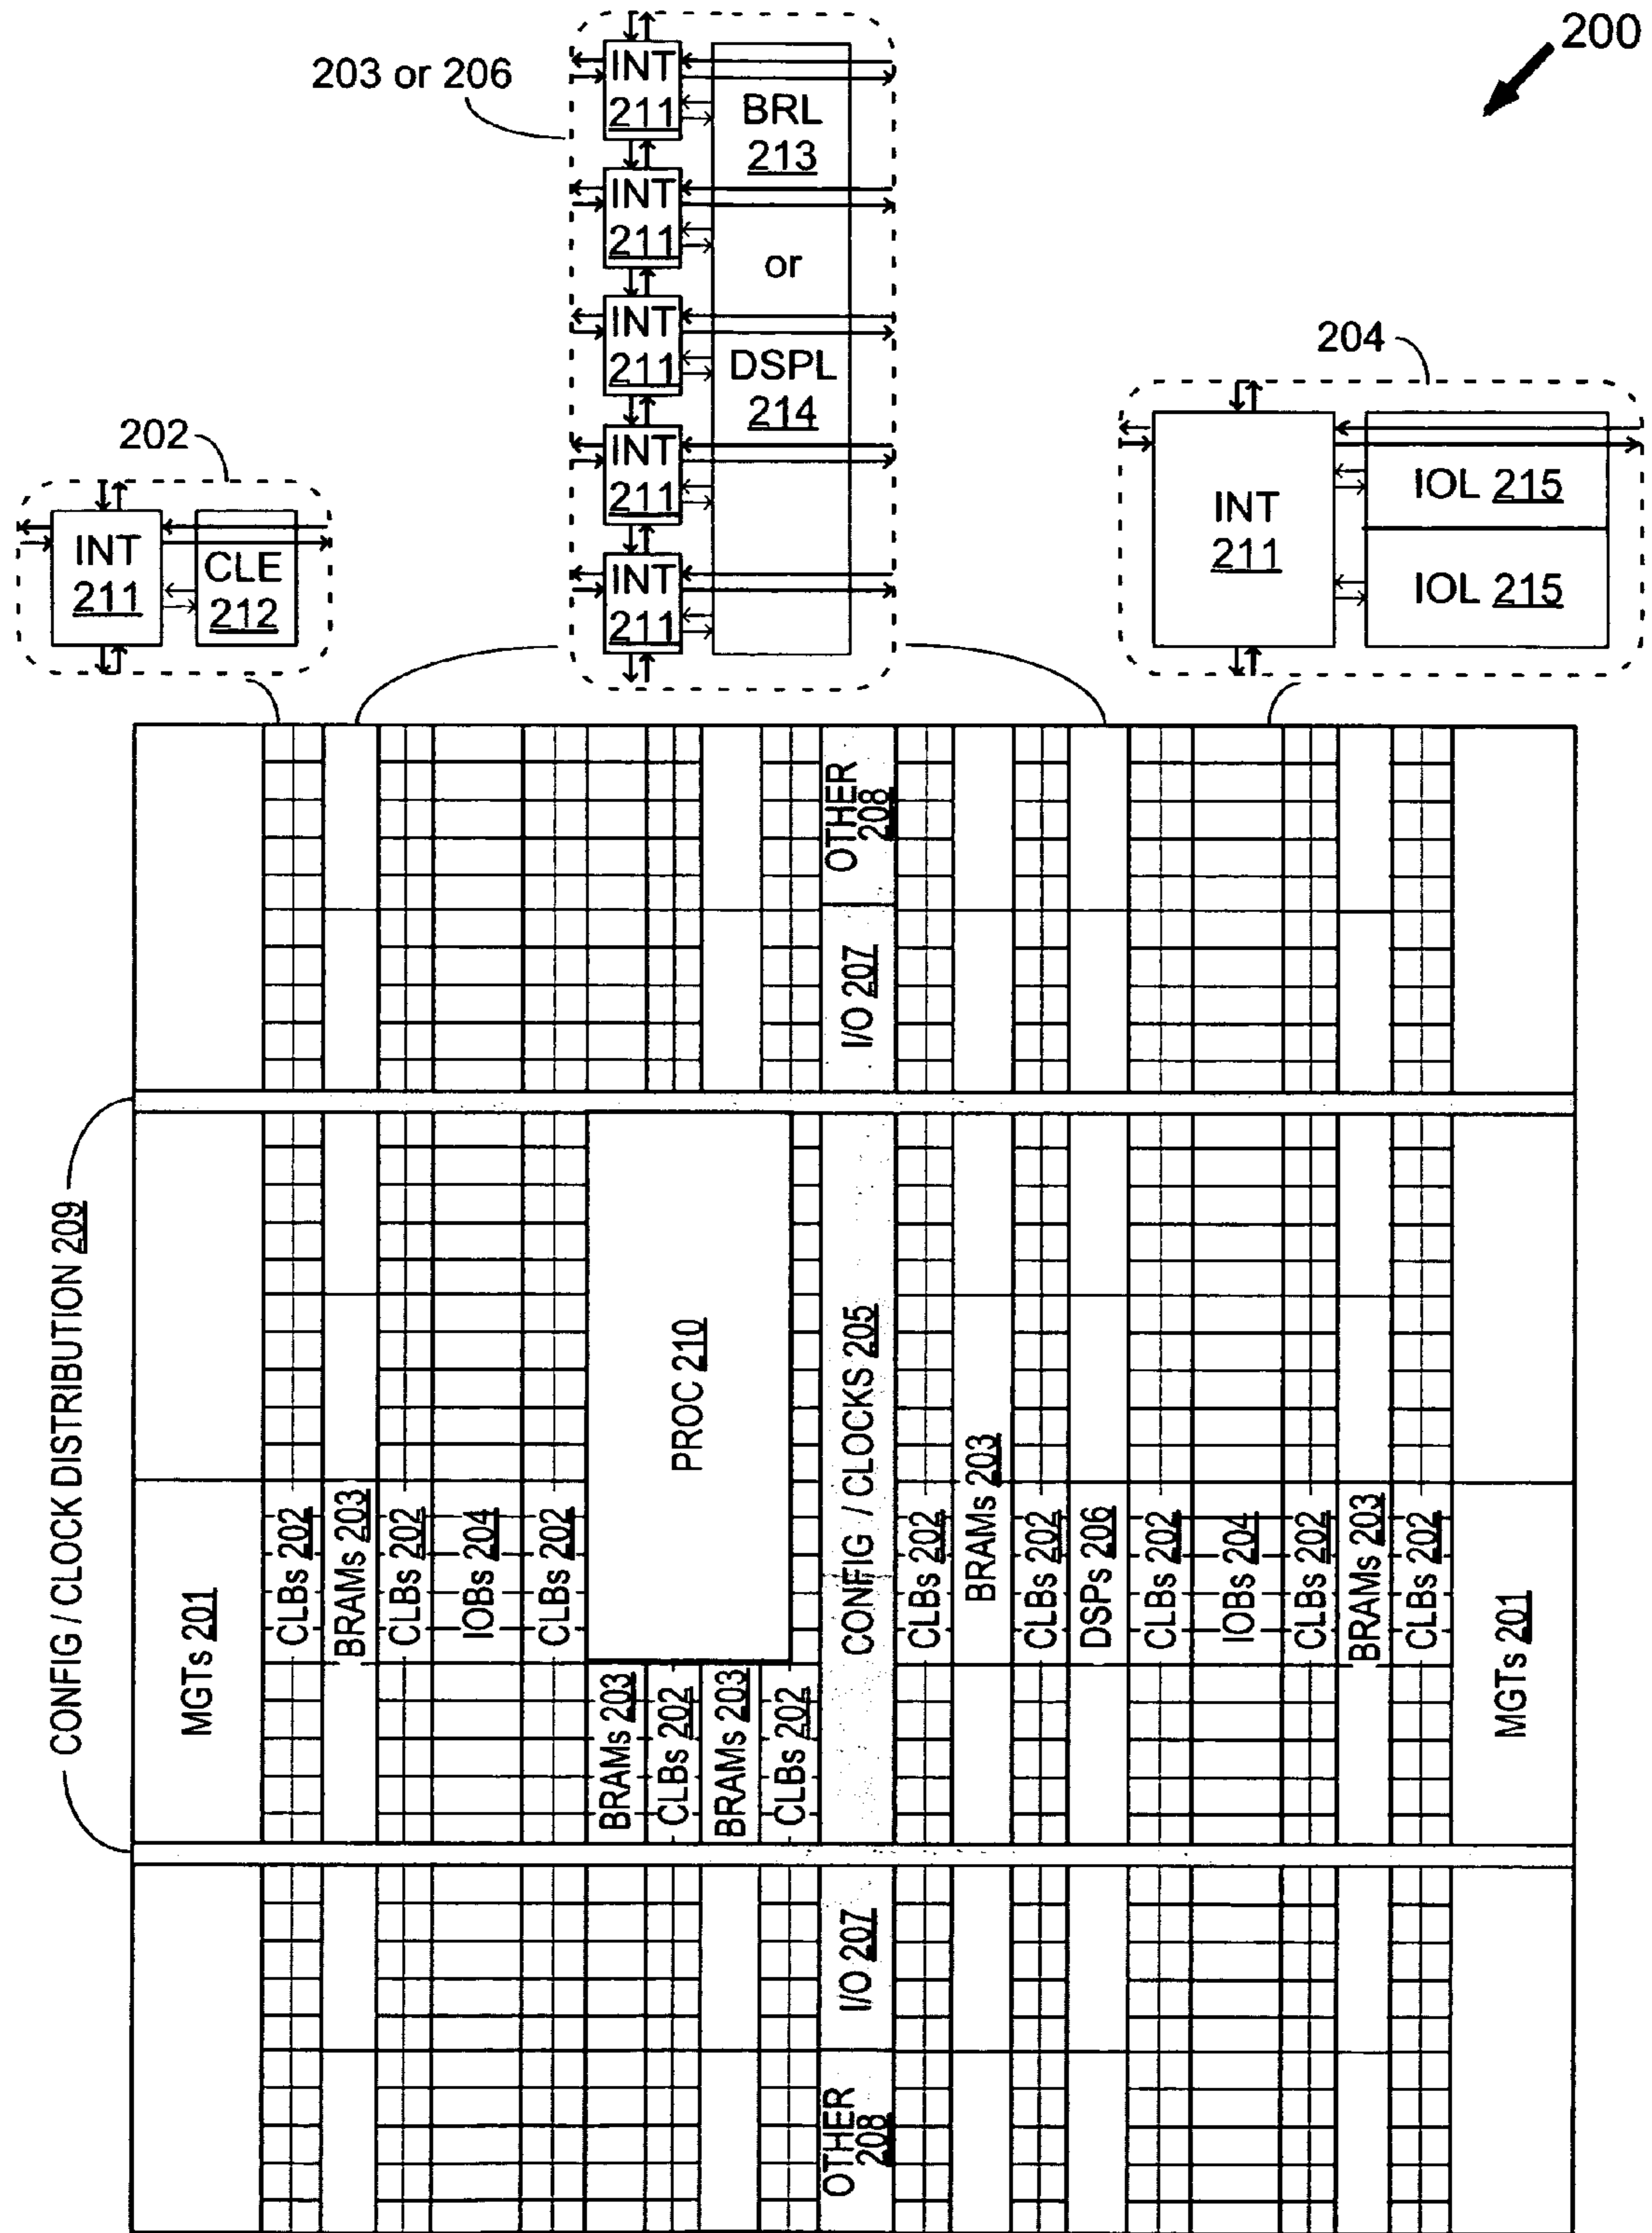 200
203 or 206
INT
211
INT
211
INT
211
INT
211
INT
211
BRL
213
or
DSPL
214
202
INT
211
CLE
212
204
INT
211
IOL 215
IOL 215
OTHER
208
I/O 207
CONFIG / CLOCK DISTRIBUTION 209
MGTs 201
CLBs 202
BRAMs 203
CLBs 202
IOBs 204
CLBs 202
PROC 210
BRAMs 203
CLBs 202
BRAMs 203
CLBs 202
CONFIG / CLOCKS 205
CLBs 202
BRAMs 203
CLBs 202
DSPs 206
CLBs 202
IOBs 204
CLBs 202
BRAMs 203
CLBs 202
MGTs 201
I/O 207
OTHER
208